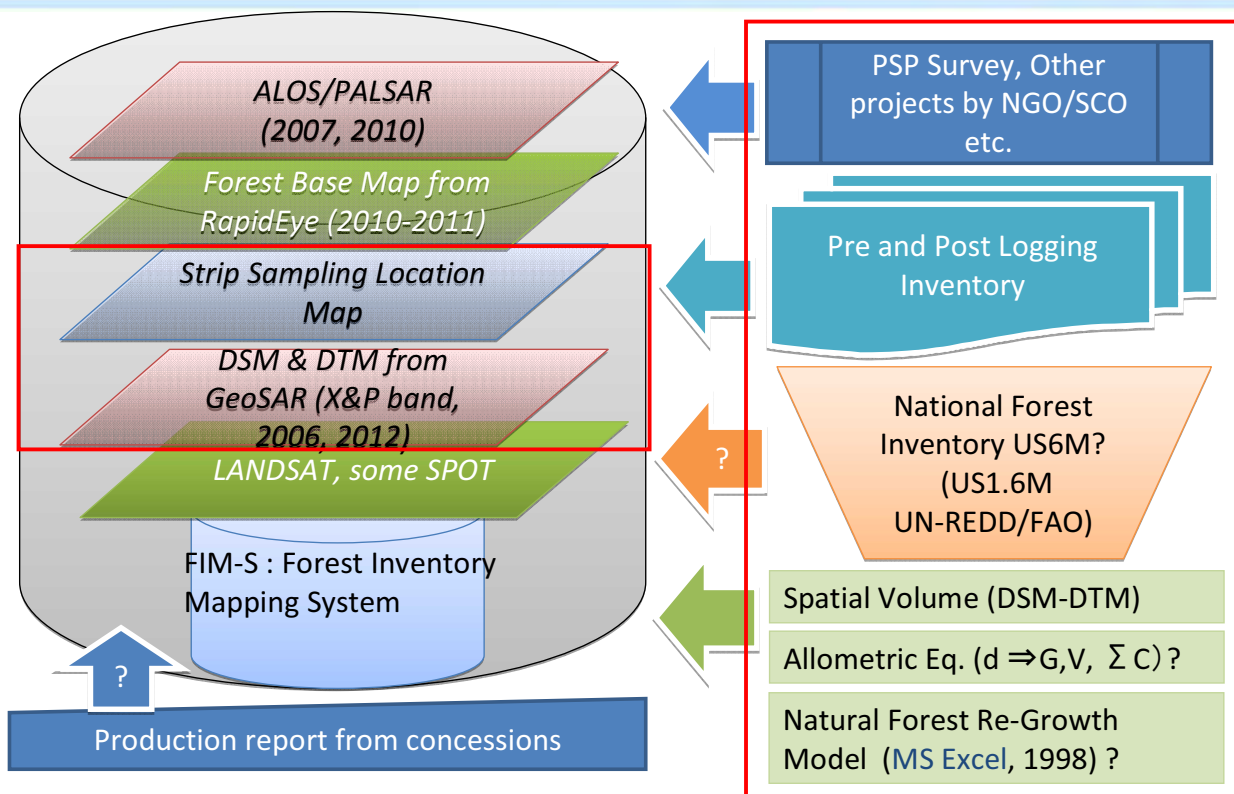 ALOS/PALSAR
(2007, 2010)
Forest Base Map from
RapidEye (2010-2011)
Strip Sampling Location
Map
DSM & DTM from
GeoSAR (X&P band,
2006, 2012)
LANDSAT, some SPOT
FIM-S : Forest Inventory
Mapping System
?
Production report from concessions
PSP Survey, Other
projects by NGO/SCO
etc.
Pre and Post Logging
Inventory
?
National Forest
Inventory US6M?
(US1.6M
UN-REDD/FAO)
Spatial Volume (DSM-DTM)
Allometric Eq. (d ⇒G,V, Σ C)?
Natural Forest Re-Growth
Model (MS Excel, 1998) ?